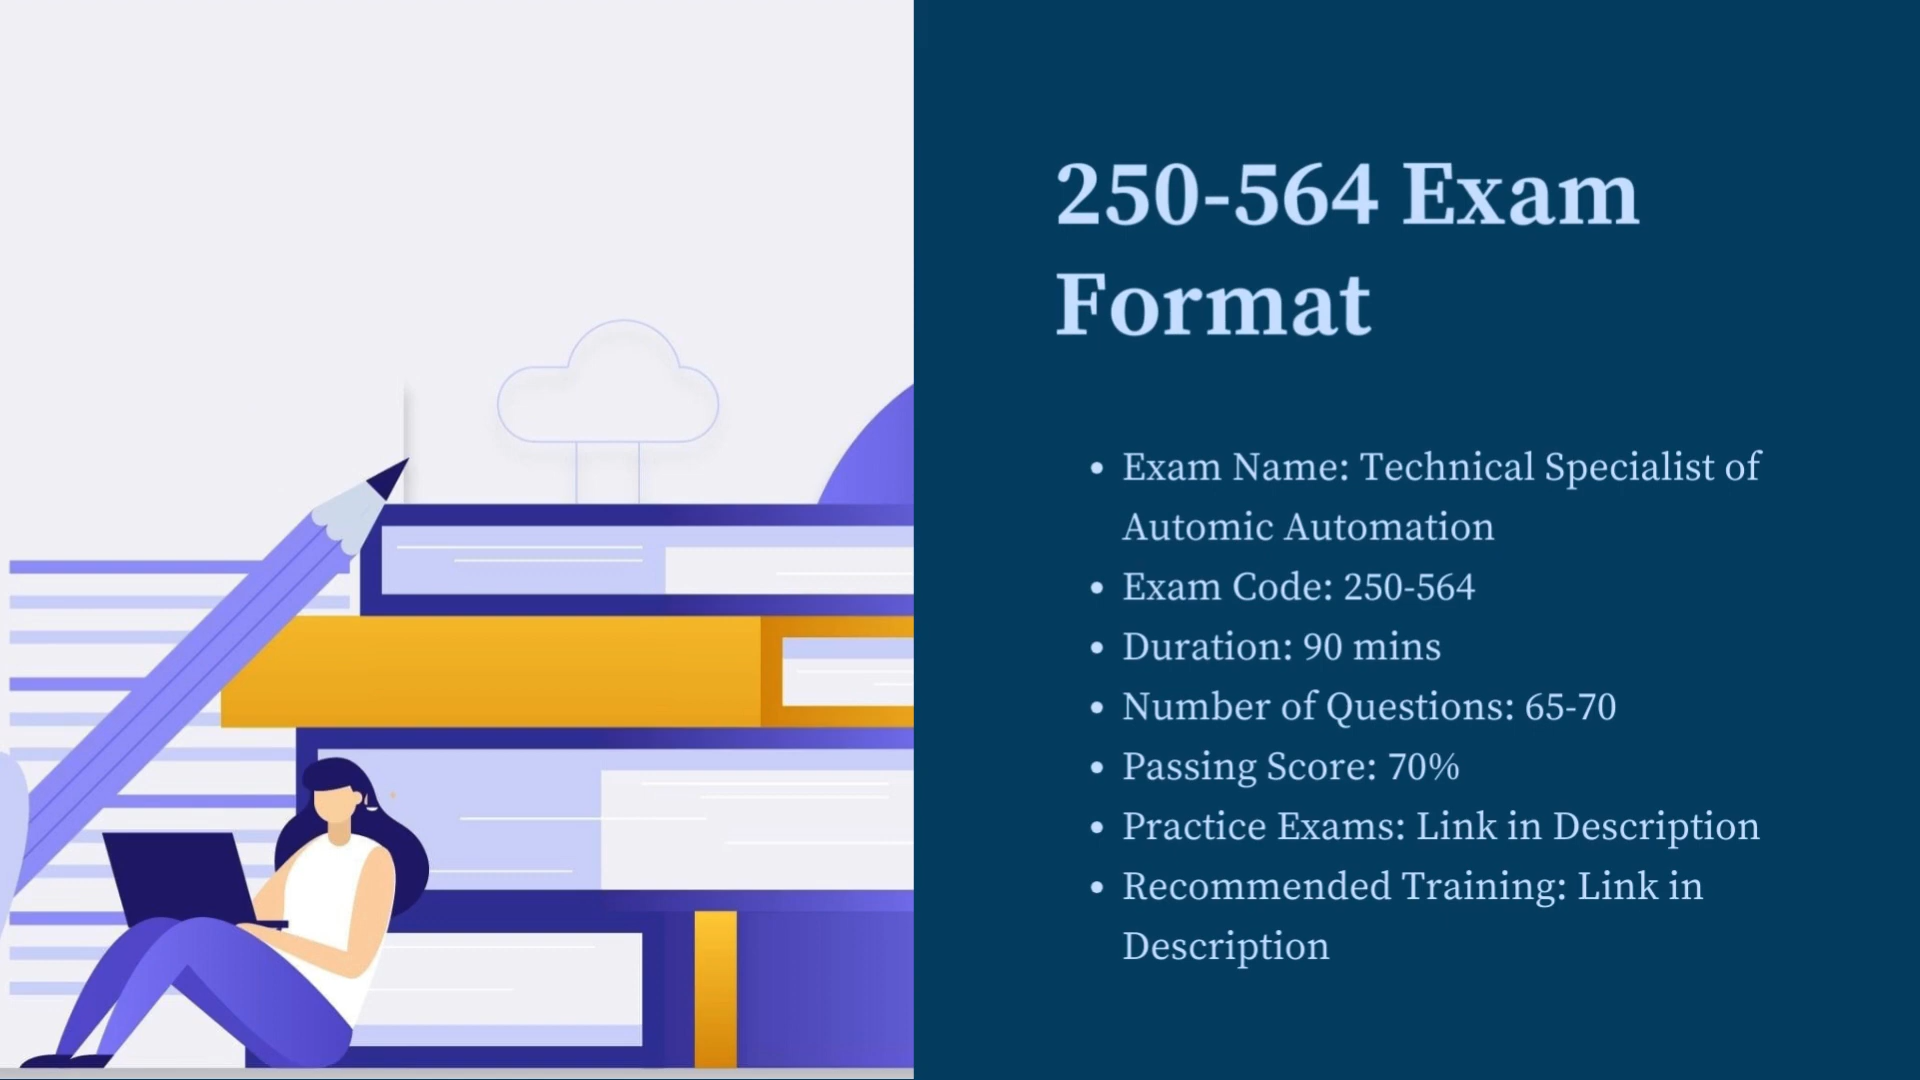 250-564 Exam
Format
• Exam Name: Technical Specialist of
Automic Automation
• Exam Code: 250-564
• Duration: 90 mins
• Number of Questions: 65-70
• Passing Score: 70%
• Practice Exams: Link in Description
• Recommended Training: Link in
Description